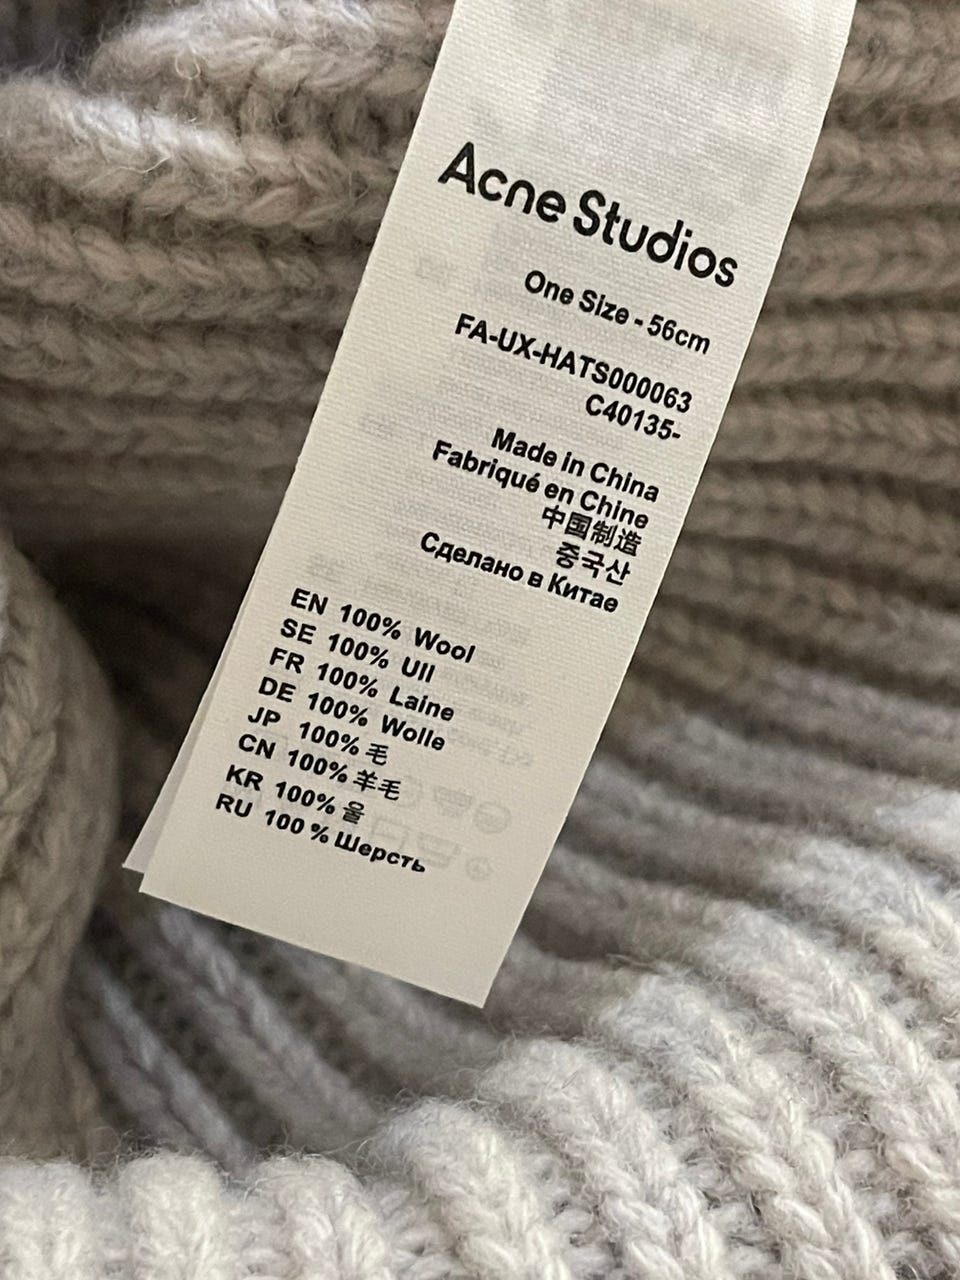 Acne Studios
One Size - 56cm
FA-UX-HATS000063
C40135-
Made in China
Fabriqué en Chine
中国制造
중국산
Сделано в Китае
EN 100% Wool
SE 100% Ull
FR 100% Laine
DE 100% Wolle
JP 100% 毛
CN 100% 羊毛
KR 100% 울
RU 100 % Шерсть